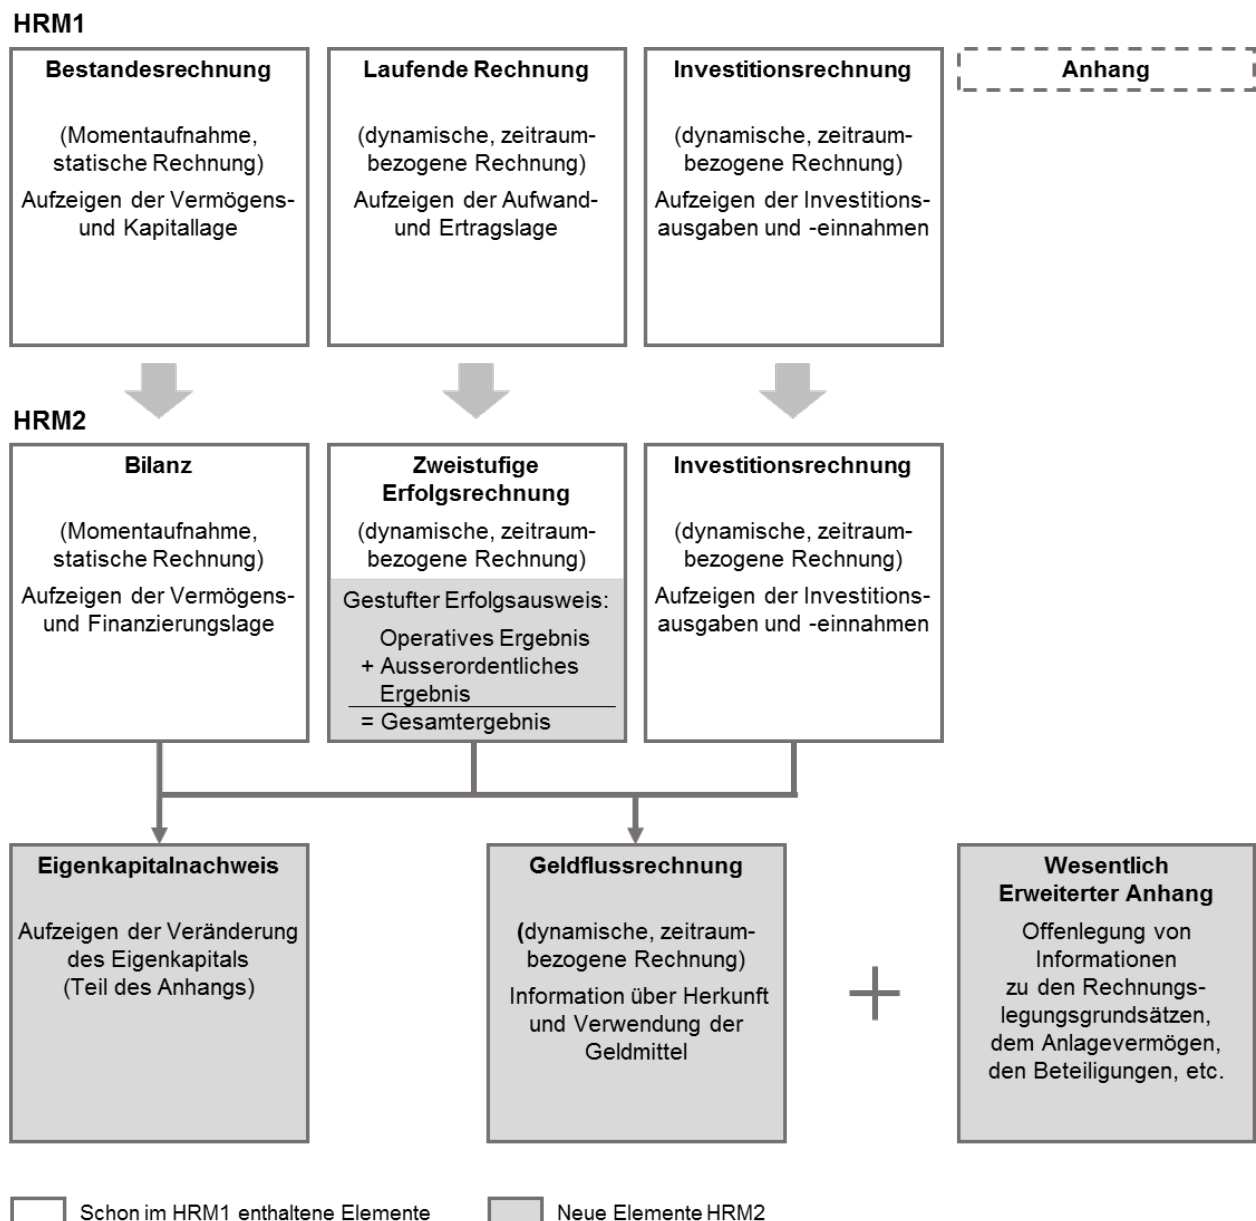 HRM1
Bestandesrechnung
(Momentaufnahme,
statische Rechnung)
Aufzeigen der Vermögens-
und Kapitallage
Laufende Rechnung
(dynamische, zeitraum-
bezogene Rechnung)
Aufzeigen der Aufwand-
und Ertragslage
Investitionsrechnung
(dynamische, zeitraum-
bezogene Rechnung)
Aufzeigen der Investitions-
ausgaben und -einnahmen
Anhang
HRM2
Bilanz
(Momentaufnahme,
statische Rechnung)
Aufzeigen der Vermögens-
und Finanzierungslage
Zweistufige
Erfolgsrechnung
(dynamische, zeitraum-
bezogene Rechnung)
Gestufter Erfolgsausweis:
Operatives Ergebnis
+ Ausserordentliches
Ergebnis
= Gesamtergebnis
Investitionsrechnung
(dynamische, zeitraum-
bezogene Rechnung)
Aufzeigen der Investitions-
ausgaben und -einnahmen
Eigenkapitalnachweis
Aufzeigen der Veränderung
des Eigenkapitals
(Teil des Anhangs)
Geldflussrechnung
(dynamische, zeitraum-
bezogene Rechnung)
Information über Herkunft
und Verwendung der
Geldmittel
+
Wesentlich
Erweiterter Anhang
Offenlegung von
Informationen
zu den Rechnungs-
legungsgrundsätzen,
dem Anlagevermögen,
den Beteiligungen, etc.
Schon im HRM1 enthaltene Elemente
Neue Elemente HRM2